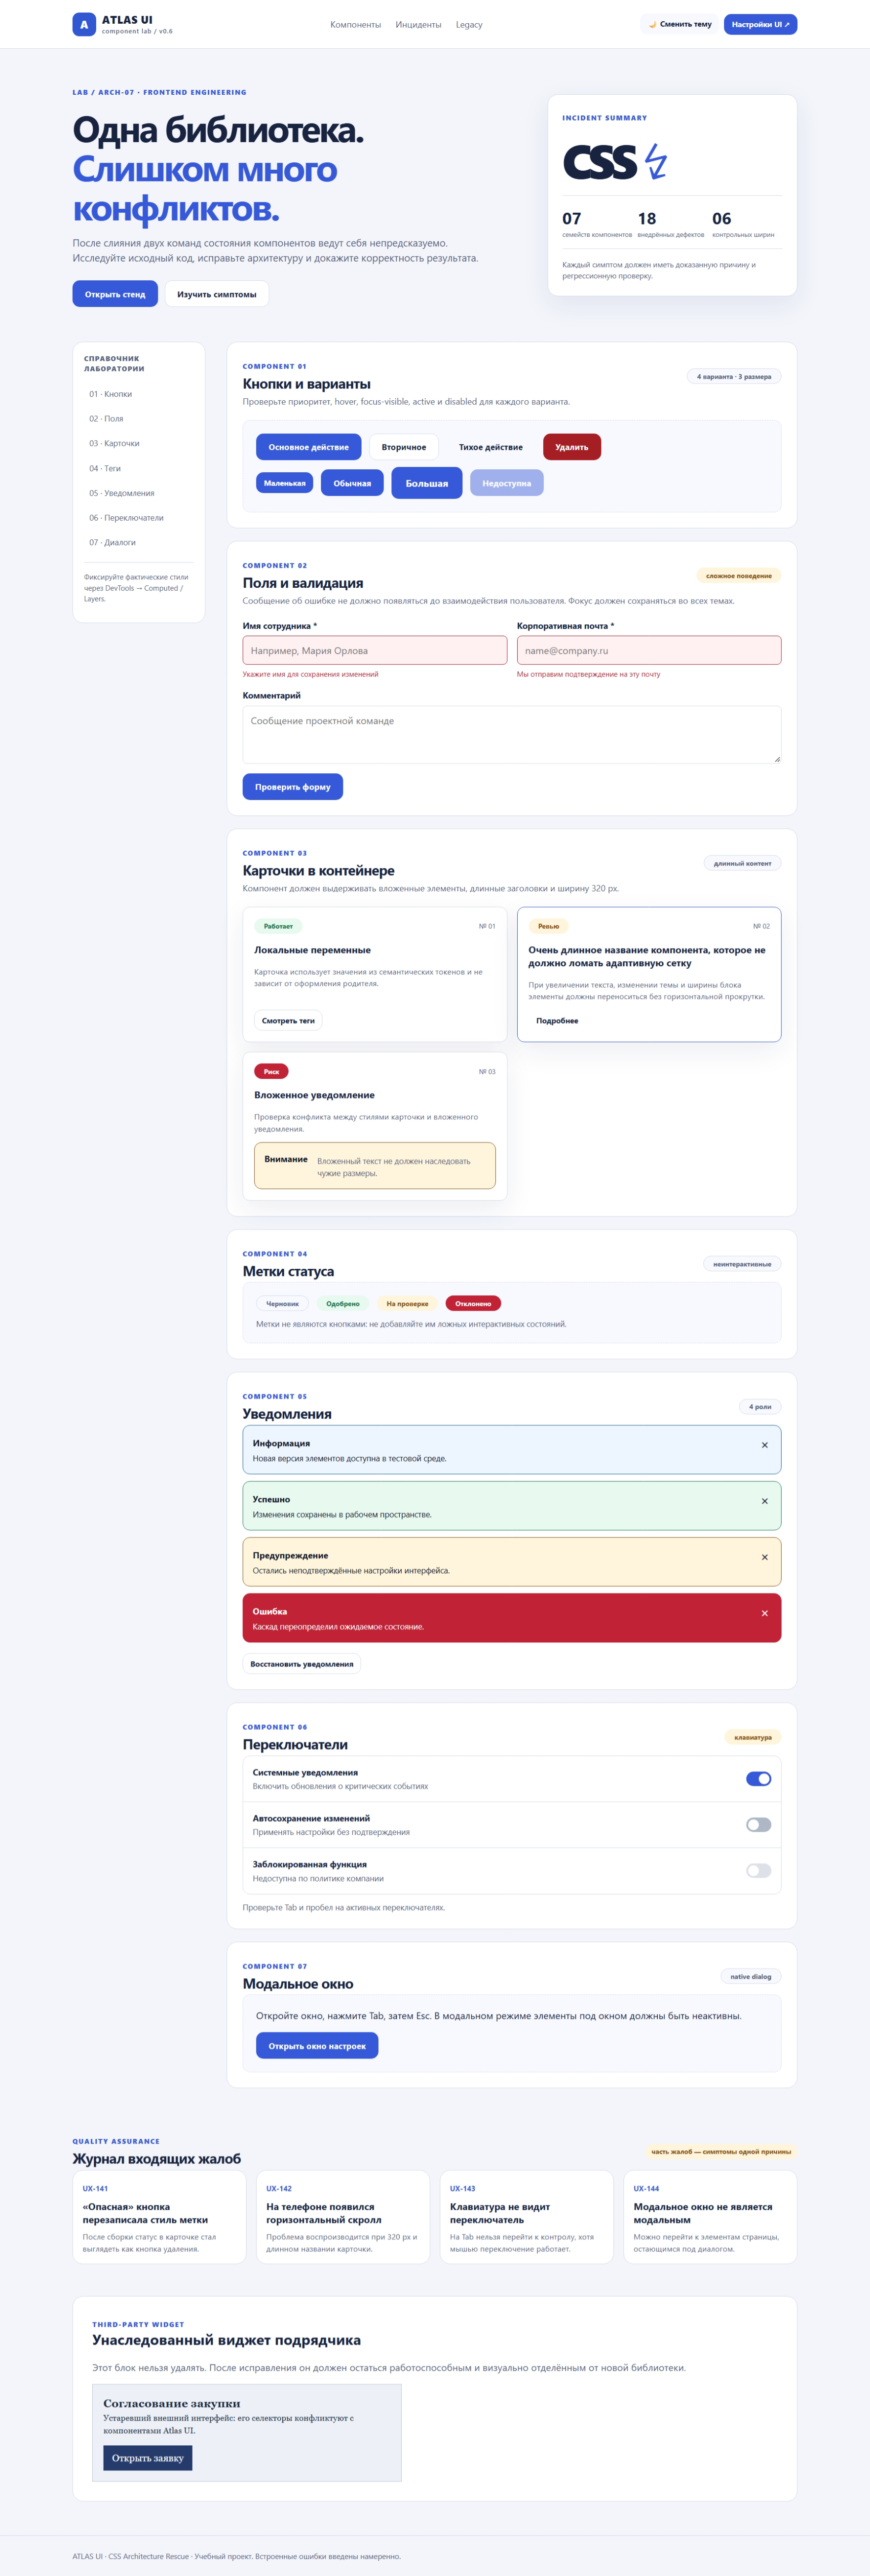 A
ATLAS UI
component lab / v0.6
Компоненты
Инциденты
Legacy
🌙 Сменить тему
Настройки UI ↗
LAB / ARCH-07 · FRONTEND ENGINEERING
Одна библиотека.
Слишком много
конфликтов.
После слияния двух команд состояния компонентов ведут себя непредсказуемо.
Исследуйте исходный код, исправьте архитектуру и докажите корректность результата.
Открыть стенд
Изучить симптомы
INCIDENT SUMMARY
CSS
07
18
06
семейств компонентов
внедрённых дефектов
контрольных ширин
Каждый симптом должен иметь доказанную причину и
регрессионную проверку.
СПРАВОЧНИК
ЛАБОРАТОРИИ
01 · Кнопки
02 · Поля
03 · Карточки
04 · Теги
05 · Уведомления
06 · Переключатели
07 · Диалоги
Фиксируйте фактические стили
через DevTools → Computed /
Layers.
COMPONENT 01
Кнопки и варианты
4 варианта · 3 размера
Проверьте приоритет, hover, focus-visible, active и disabled для каждого варианта.
Основное действие
Вторичное
Тихое действие
Удалить
Маленькая
Обычная
Большая
Недоступна
COMPONENT 02
Поля и валидация
сложное поведение
Сообщение об ошибке не должно появляться до взаимодействия пользователя. Фокус должен сохраняться во всех темах.
Имя сотрудника *
Корпоративная почта *
Например, Мария Орлова
name@company.ru
Укажите имя для сохранения изменений
Мы отправим подтверждение на эту почту
Комментарий
Сообщение проектной команде
Проверить форму
COMPONENT 03
Карточки в контейнере
длинный контент
Компонент должен выдерживать вложенные элементы, длинные заголовки и ширину 320 px.
Работает
№ 01
Локальные переменные
Карточка использует значения из семантических токенов и не
зависит от оформления родителя.
Смотреть теги
Ревью
№ 02
Очень длинное название компонента, которое не
должно ломать адаптивную сетку
При увеличении текста, изменении темы и ширины блока
элементы должны переноситься без горизонтальной прокрутки.
Подробнее
Риск
№ 03
Вложенное уведомление
Проверка конфликта между стилями карточки и вложенного
уведомления.
Внимание
Вложенный текст не должен наследовать
чужие размеры.
COMPONENT 04
Метки статуса
неинтерактивные
Черновик
Одобрено
На проверке
Отклонено
Метки не являются кнопками: не добавляйте им ложных интерактивных состояний.
COMPONENT 05
Уведомления
4 роли
Информация
Новая версия элементов доступна в тестовой среде.
×
Успешно
Изменения сохранены в рабочем пространстве.
×
Предупреждение
Остались неподтверждённые настройки интерфейса.
×
Ошибка
Каскад переопределил ожидаемое состояние.
×
Восстановить уведомления
COMPONENT 06
Переключатели
клавиатура
Системные уведомления
Включить обновления о критических событиях
Автосохранение изменений
Применять настройки без подтверждения
Заблокированная функция
Недоступна по политике компании
Проверьте Tab и пробел на активных переключателях.
COMPONENT 07
Модальное окно
native dialog
Откройте окно, нажмите Tab, затем Esc. В модальном режиме элементы под окном должны быть неактивны.
Открыть окно настроек
QUALITY ASSURANCE
Журнал входящих жалоб
часть жалоб — симптомы одной причины
UX-141
«Опасная» кнопка
перезаписала стиль метки
После сборки статус в карточке стал
выглядеть как кнопка удаления.
UX-142
На телефоне появился
горизонтальный скролл
Проблема воспроизводится при 320 px и
длинном названии карточки.
UX-143
Клавиатура не видит
переключатель
На Tab нельзя перейти к контролу, хотя
мышью переключение работает.
UX-144
Модальное окно не является
модальным
Можно перейти к элементам страницы,
остающимся под диалогом.
THIRD-PARTY WIDGET
Унаследованный виджет подрядчика
Этот блок нельзя удалять. После исправления он должен остаться работоспособным и визуально отделённым от новой библиотеки.
Согласование закупки
Устаревший внешний интерфейс: его селекторы конфликтуют с
компонентами Atlas UI.
Открыть заявку
ATLAS UI · CSS Architecture Rescue · Учебный проект. Встроенные ошибки введены намеренно.